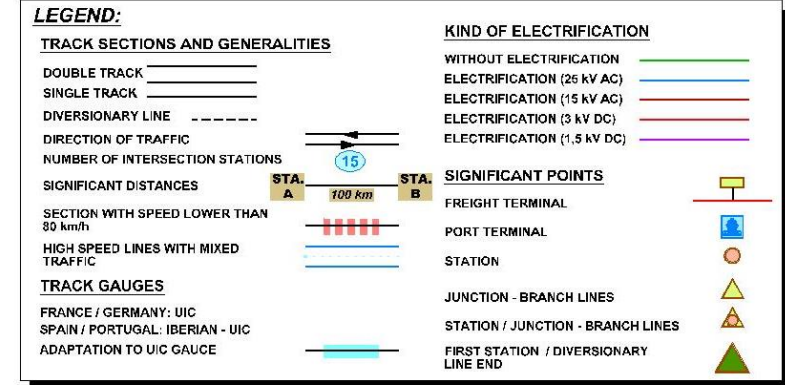 LEGEND:
TRACK SECTIONS AND GENERALITIES
DOUBLE TRACK
SINGLE TRACK
DIVERSIONARY LINE
DIRECTION OF TRAFFIC
NUMBER OF INTERSECTION STATIONS
15
SIGNIFICANT DISTANCES
STA. A
100 km
STA. B
SECTION WITH SPEED LOWER THAN
80 km/h
HIGH SPEED LINES WITH MIXED
TRAFFIC
TRACK GAUGES
FRANCE / GERMANY: UIC
SPAIN / PORTUGAL: IBERIAN - UIC
ADAPTATION TO UIC GAUCE
KIND OF ELECTRIFICATION
WITHOUT ELECTRIFICATION
ELECTRIFICATION (25 kV AC)
ELECTRIFICATION (15 kV AC)
ELECTRIFICATION (3 kV DC)
ELECTRIFICATION (1,5 kV DC)
SIGNIFICANT POINTS
FREIGHT TERMINAL
PORT TERMINAL
STATION
JUNCTION - BRANCH LINES
STATION / JUNCTION - BRANCH LINES
FIRST STATION / DIVERSIONARY
LINE END